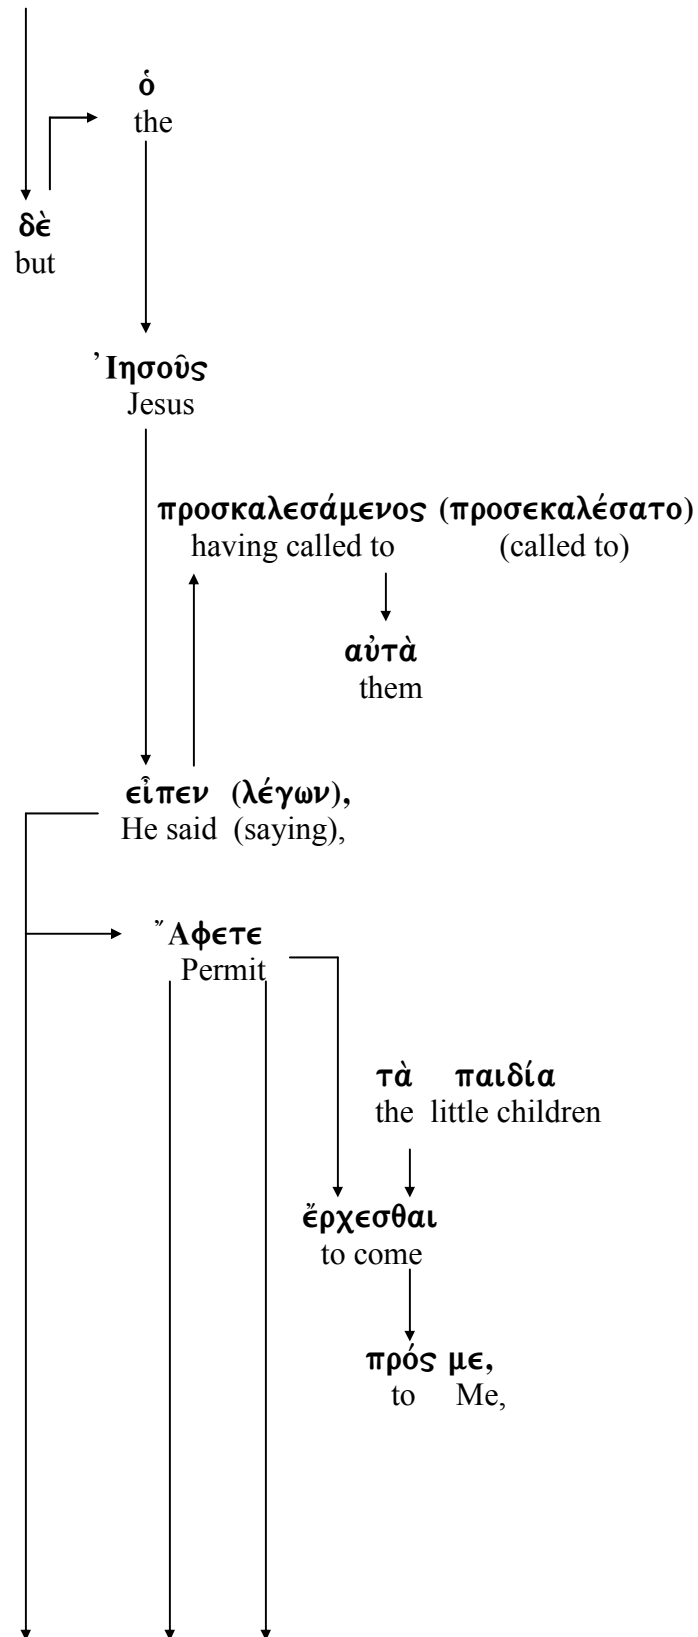 ὁ
the
δὲ
but
Ἰησοῦς
Jesus
προσκαλεσάμενος (προσεκαλέσατο)
having called to (called to)
αὐτὰ
them
εἶπεν (λέγων),
He said (saying),
Ἄφετε
Permit
τὰ παιδία
the little children
ἔρχεσθαι
to come
πρός με,
to Me,